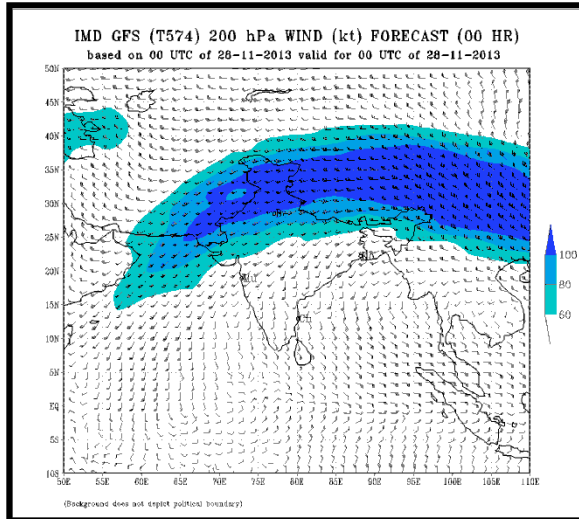 IMD GFS (T574) 200 hPa WIND (kt) FORECAST (00 HR)
based on 00 UTC of 28-11-2013 valid for 00 UTC of 28-11-2013
50N
45N
40N
35N
30N
25N
20N
15N
10N
5N
EQ
5S
10S
50E 55E 60E 65E 70E 75E 80E 85E 90E 95E 100E 105E 110E
100
80
60
(Background does not depict political boundary)